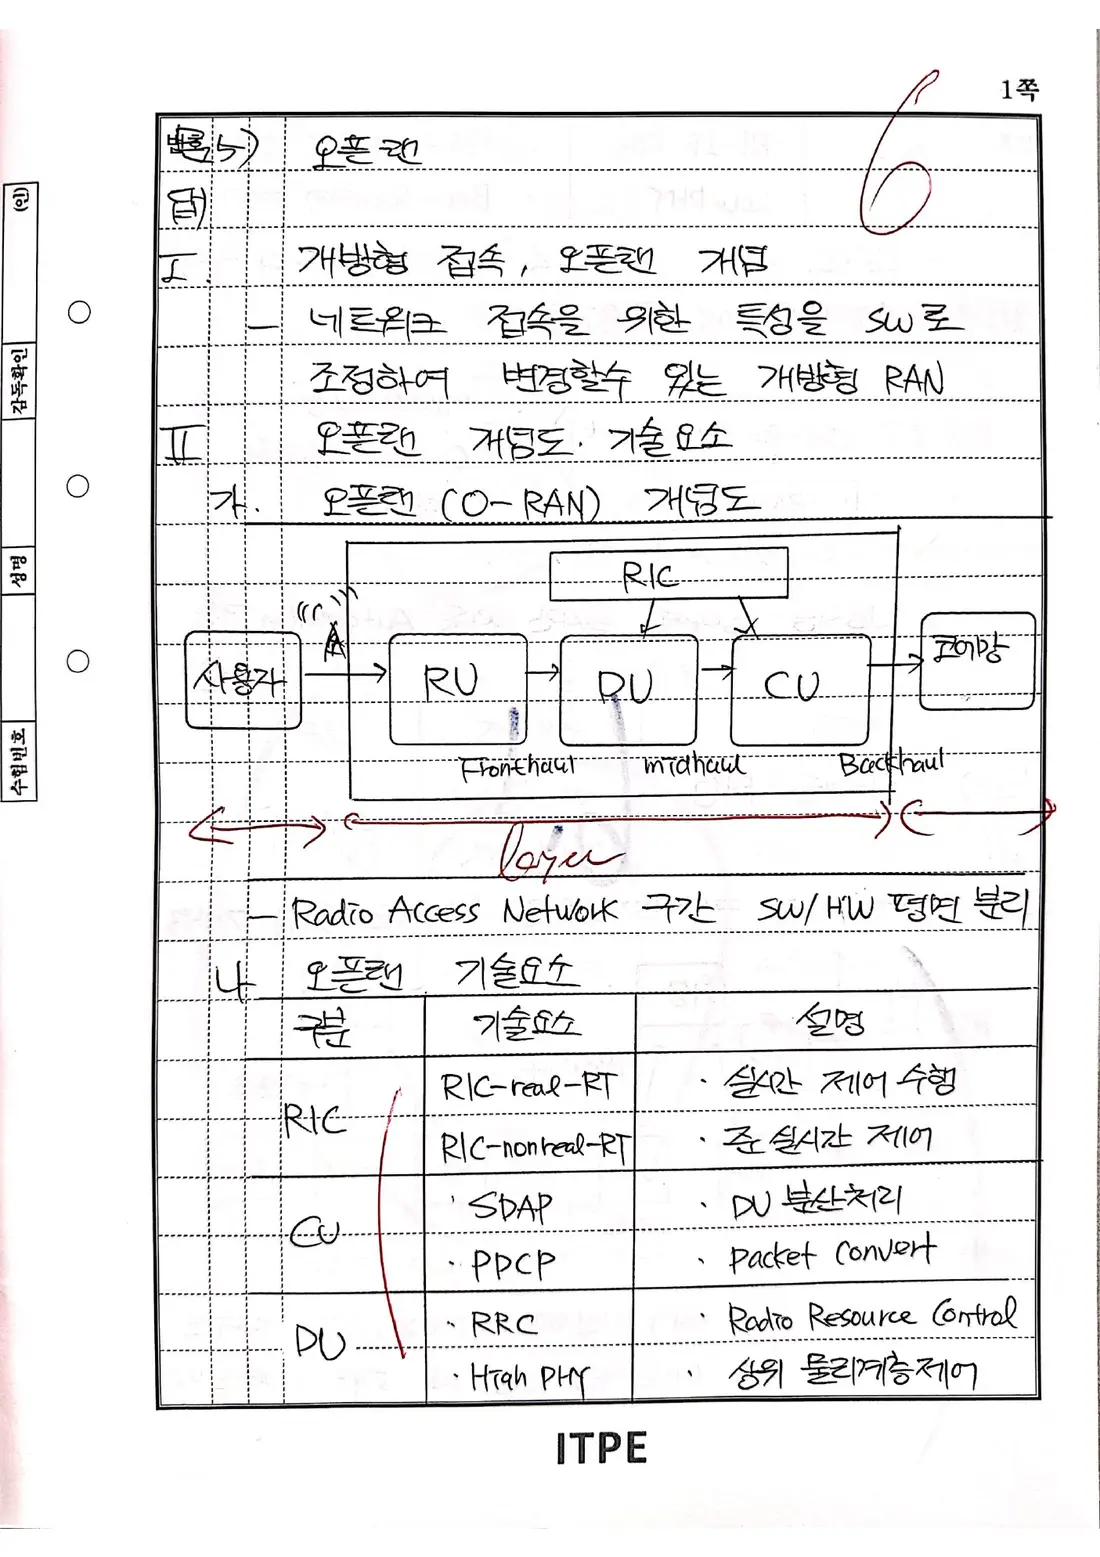 1쪽
6
번호 5) 오픈랜
답
I. 개방형 접속, 오픈랜 개념
- 네트워크 접속을 위한 특성을 SW로
조정하여 변경할수 있는 개방형 RAN
II 오픈랜 개념도. 기술요소
가. 오픈랜 (O-RAN) 개념도
RIC
사용자 RU DU CU 코어망
Fronthaul midhaul Backhaul
layer
- Radio Access Network 구간 SW/HW 평면 분리
나 오픈랜 기술요소
구분 기술요소 설명
RIC
RIC-real-RT · 실시간 제어 수행
RIC-nonreal-RT · 준 실시간 제어
CU
· SDAP · DU 분산처리
· PDCP · Packet Convert
DU
· RRC · Radio Resource Control
· High PHY · 상위 물리계층제어
ITPE
(인)
감독확인
성명
수험번호